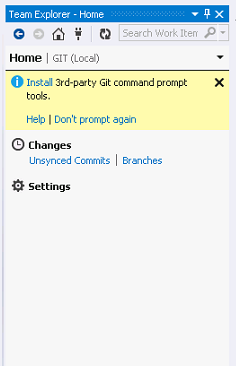 Team Explorer - Home
Search Work Item
Home | GIT (Local)
Install 3rd-party Git command prompt
tools.
Help | Don't prompt again
Changes
Unsynced Commits | Branches
Settings